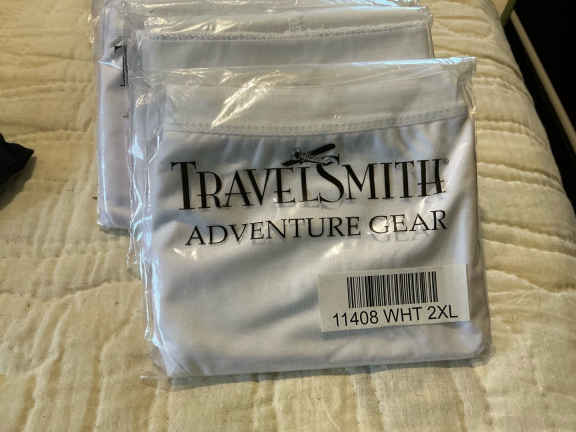 TRAVELSMITH
ADVENTURE GEAR
11408 WHT 2XL